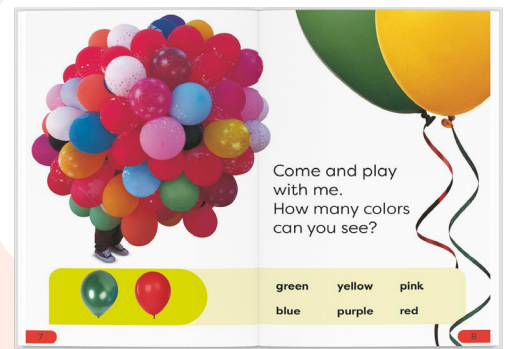 Come and play
with me.
How many colors
can you see?
green yellow pink
blue purple red
7
8